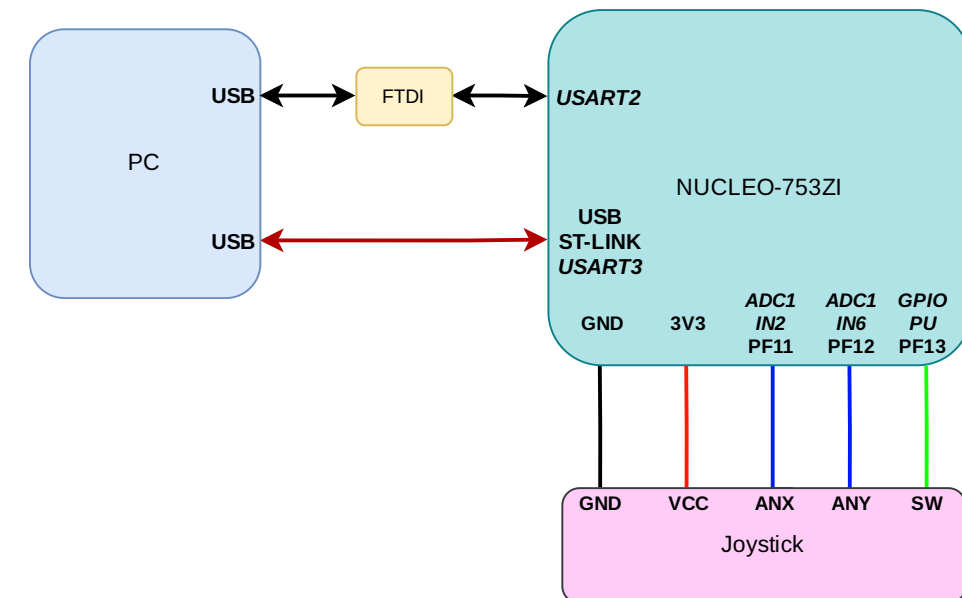 USB
FTDI
USART2
PC
NUCLEO-753ZI
USB
USB
ST-LINK
USART3
GND
3V3
ADC1
IN2
PF11
ADC1
IN6
PF12
GPIO
PU
PF13
GND
VCC
ANX
ANY
SW
Joystick